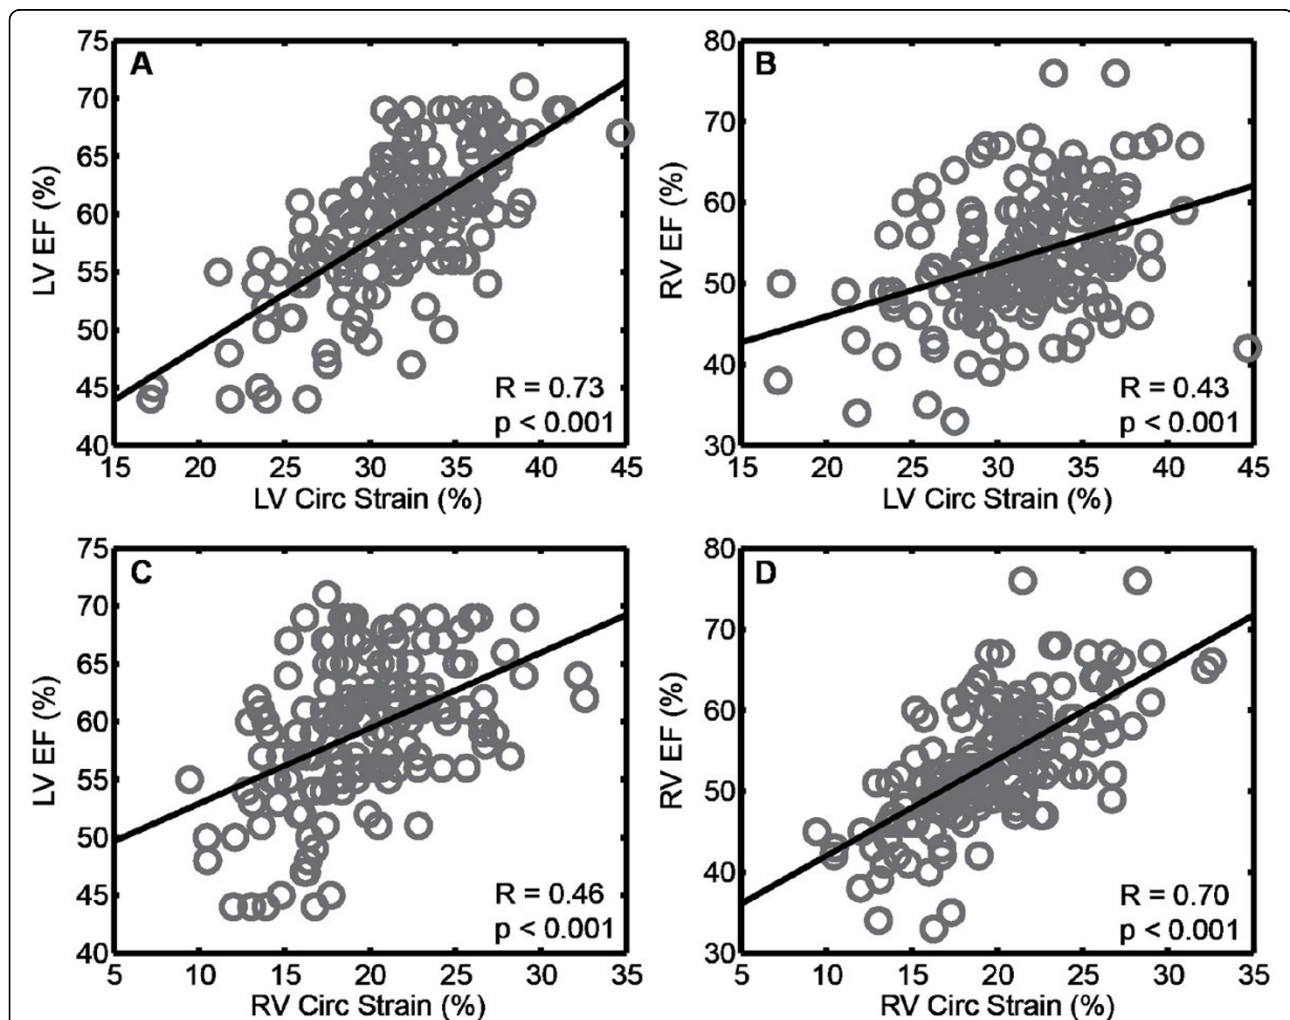 A
75
70
65
60
55
50
45
40
LV EF (%)
R = 0.73
p < 0.001
15 20 25 30 35 40 45
LV Circ Strain (%)
B
80
70
60
50
40
30
RV EF (%)
R = 0.43
p < 0.001
15 20 25 30 35 40 45
LV Circ Strain (%)
C
75
70
65
60
55
50
45
40
LV EF (%)
R = 0.46
p < 0.001
5 10 15 20 25 30 35
RV Circ Strain (%)
D
80
70
60
50
40
30
RV EF (%)
R = 0.70
p < 0.001
5 10 15 20 25 30 35
RV Circ Strain (%)